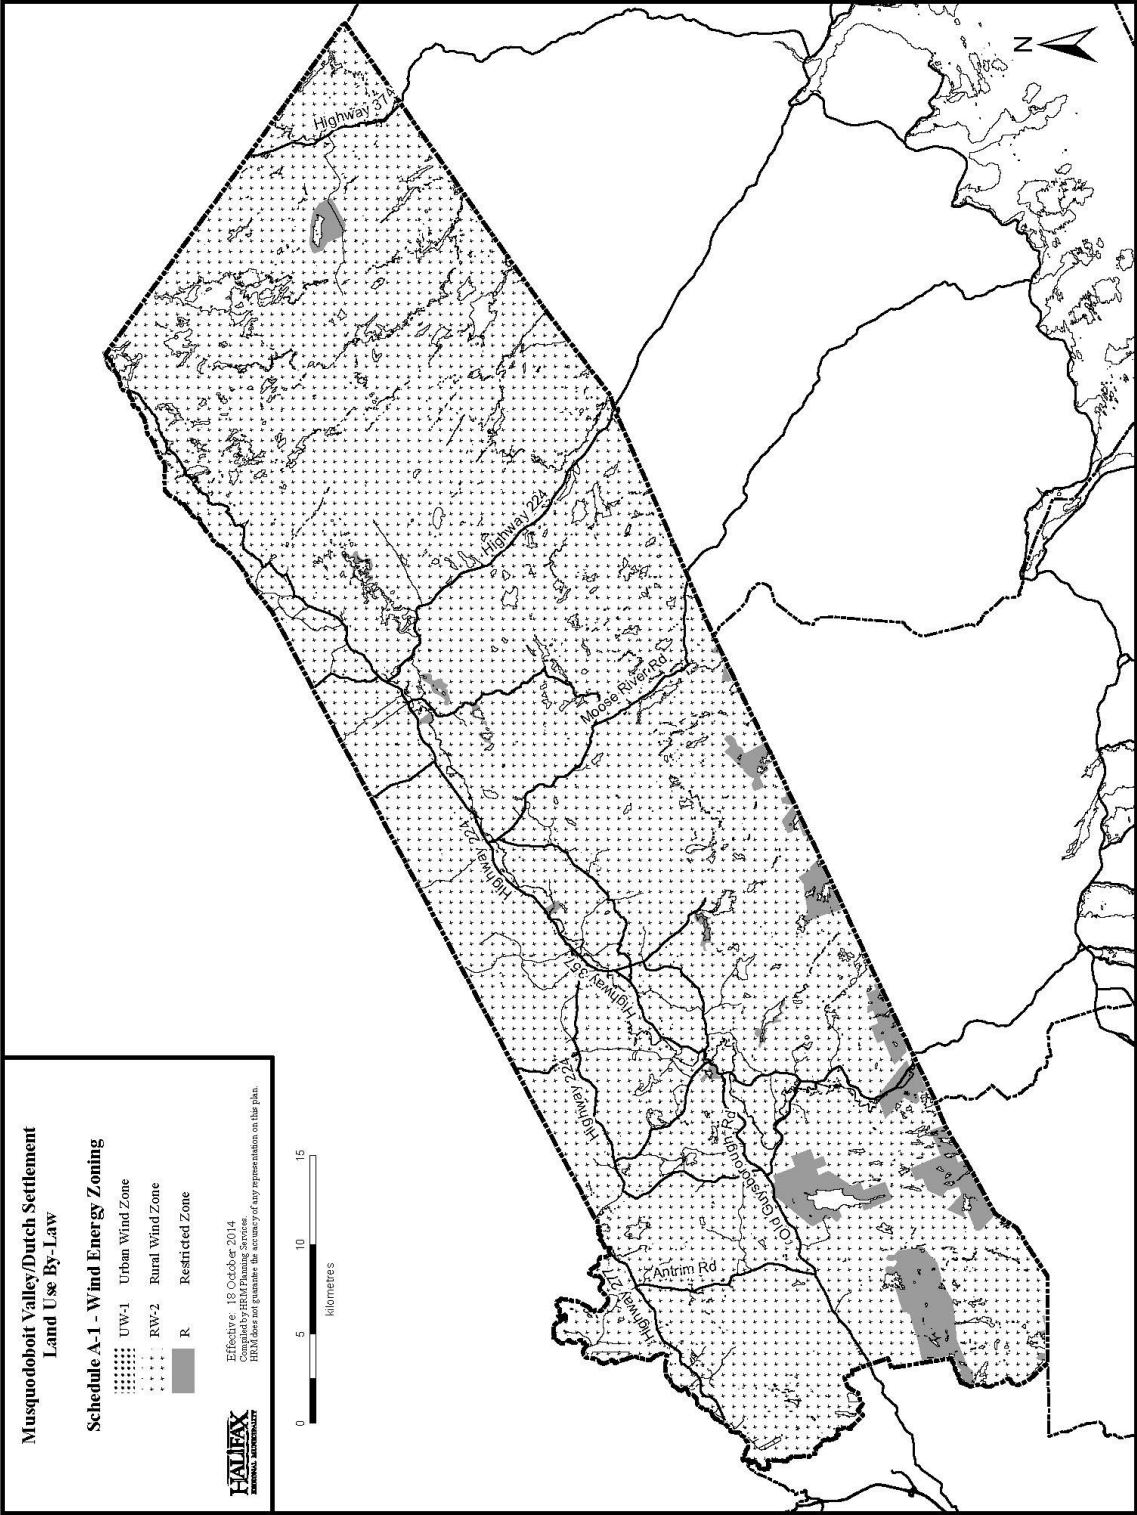 Musquodoboit Valley/Dutch Settlement
Land Use By-Law
Schedule A-1 - Wind Energy Zoning
UW-1 Urban Wind Zone
RW-2 Rural Wind Zone
R Restricted Zone
HALIFAX
REGIONAL MUNICIPALITY
Effective: 18 October 2014
Compiled by HRM Planning Services.
HRM does not guarantee the accuracy of any representation on this plan.
0 5 10 15
kilometres
N
Highway 374
Highway 224
Moose River Rd
Highway 224
Highway 357
Highway 224
Old Guysborough Rd
Antrim Rd
Highway 277